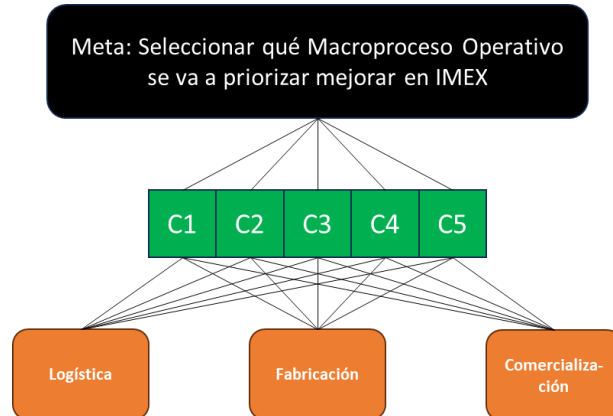 Meta: Seleccionar qué Macroproceso Operativo
se va a priorizar mejorar en IMEX
C1 C2 C3 C4 C5
Logística
Fabricación
Comercializa-
ción